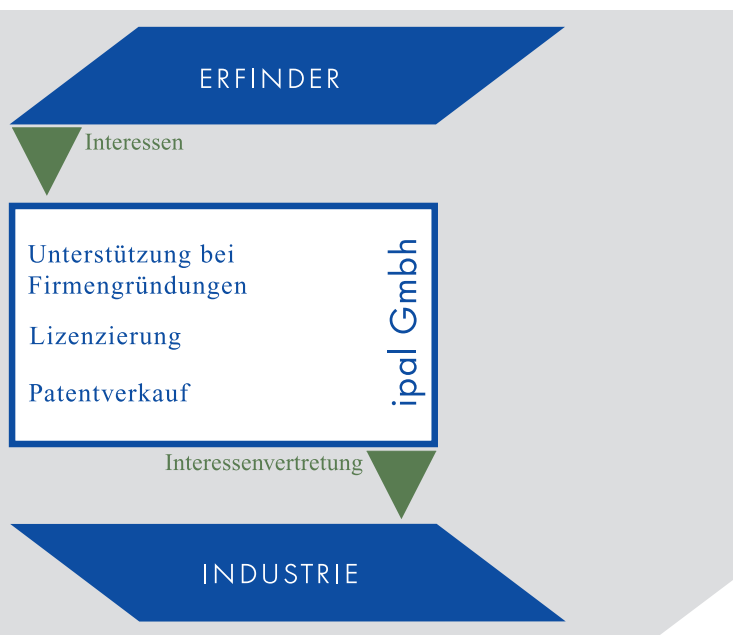 ERFINDER
Interessen
Unterstützung bei
Firmengründungen
Lizenzierung
Patentverkauf
ipal Gmbh
Interessenvertretung
INDUSTRIE